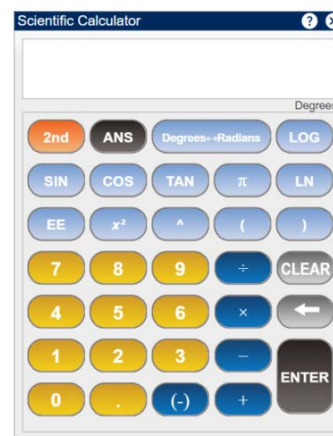 Scientific Calculator ?
Degrees
2nd ANS Degrees↔Radians LOG
SIN COS TAN π LN
EE x² ^ ( )
7 8 9 ÷ CLEAR
4 5 6 ×
1 2 3 −
ENTER
0 . (-) +